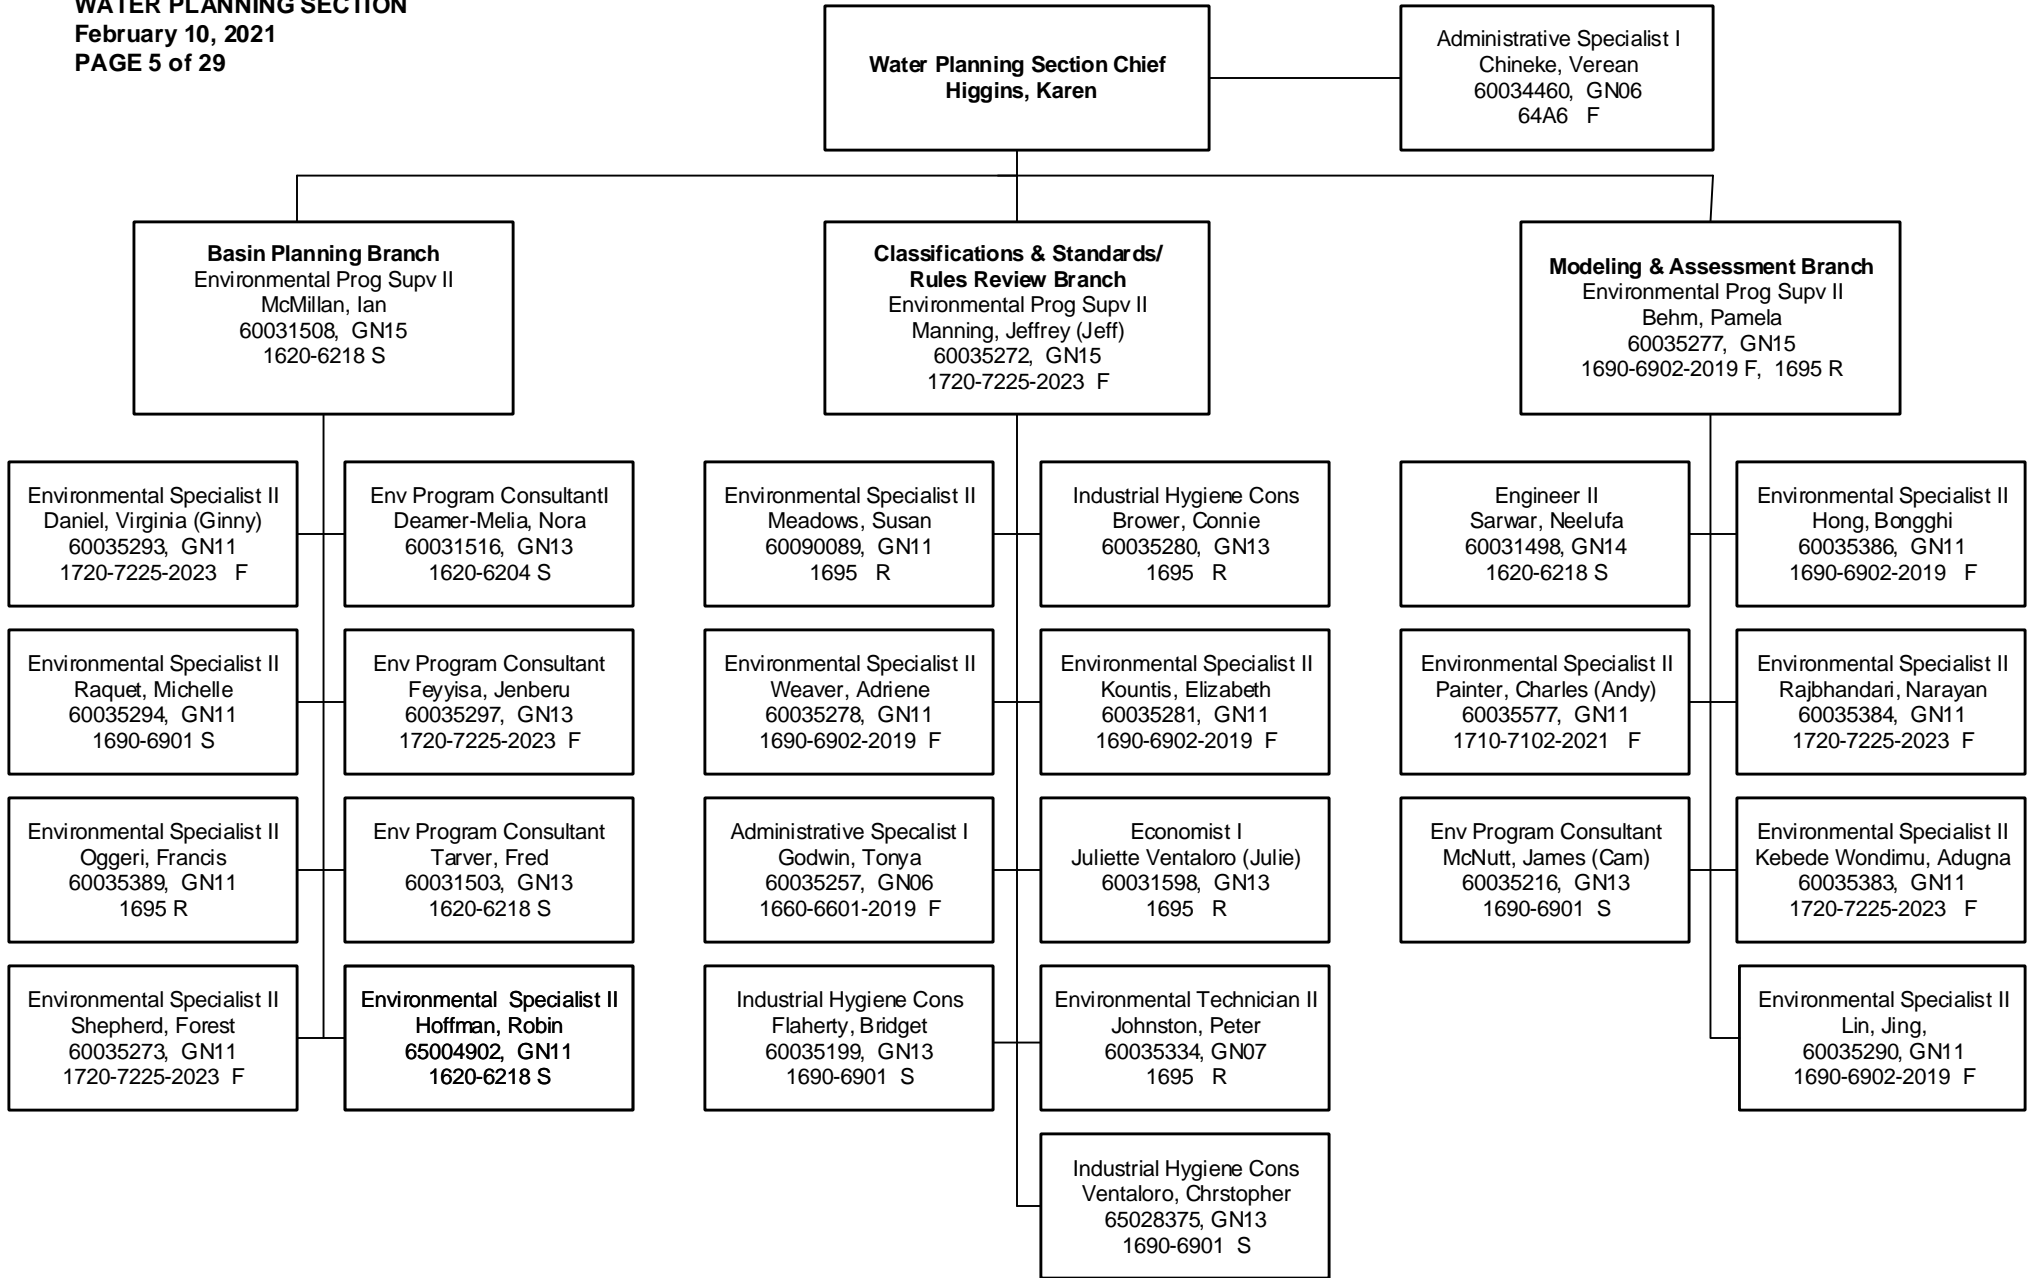 WATER PLANNING SECTION
February 10, 2021
PAGE 5 of 29
Water Planning Section Chief
Higgins, Karen
Administrative Specialist I
Chineke, Verean
60034460, GN06
64A6 F
Basin Planning Branch
Environmental Prog Supv II
McMillan, Ian
60031508, GN15
1620-6218 S
Classifications & Standards/
Rules Review Branch
Environmental Prog Supv II
Manning, Jeffrey (Jeff)
60035272, GN15
1720-7225-2023 F
Modeling & Assessment Branch
Environmental Prog Supv II
Behm, Pamela
60035277, GN15
1690-6902-2019 F, 1695 R
Environmental Specialist II
Daniel, Virginia (Ginny)
60035293, GN11
1720-7225-2023 F
Env Program ConsultantI
Deamer-Melia, Nora
60031516, GN13
1620-6204 S
Environmental Specialist II
Raquet, Michelle
60035294, GN11
1690-6901 S
Env Program Consultant
Feyyisa, Jenberu
60035297, GN13
1720-7225-2023 F
Environmental Specialist II
Oggeri, Francis
60035389, GN11
1695 R
Env Program Consultant
Tarver, Fred
60031503, GN13
1620-6218 S
Environmental Specialist II
Shepherd, Forest
60035273, GN11
1720-7225-2023 F
Environmental Specialist II
Hoffman, Robin
65004902, GN11
1620-6218 S
Environmental Specialist II
Meadows, Susan
60090089, GN11
1695 R
Industrial Hygiene Cons
Brower, Connie
60035280, GN13
1695 R
Environmental Specialist II
Weaver, Adriene
60035278, GN11
1690-6902-2019 F
Environmental Specialist II
Kountis, Elizabeth
60035281, GN11
1690-6902-2019 F
Administrative Specalist I
Godwin, Tonya
60035257, GN06
1660-6601-2019 F
Economist I
Juliette Ventaloro (Julie)
60031598, GN13
1695 R
Industrial Hygiene Cons
Flaherty, Bridget
60035199, GN13
1690-6901 S
Environmental Technician II
Johnston, Peter
60035334, GN07
1695 R
Industrial Hygiene Cons
Ventaloro, Chrstopher
65028375, GN13
1690-6901 S
Engineer II
Sarwar, Neelufa
60031498, GN14
1620-6218 S
Environmental Specialist II
Hong, Bongghi
60035386, GN11
1690-6902-2019 F
Environmental Specialist II
Painter, Charles (Andy)
60035577, GN11
1710-7102-2021 F
Environmental Specialist II
Rajbhandari, Narayan
60035384, GN11
1720-7225-2023 F
Env Program Consultant
McNutt, James (Cam)
60035216, GN13
1690-6901 S
Environmental Specialist II
Kebede Wondimu, Adugna
60035383, GN11
1720-7225-2023 F
Environmental Specialist II
Lin, Jing,
60035290, GN11
1690-6902-2019 F